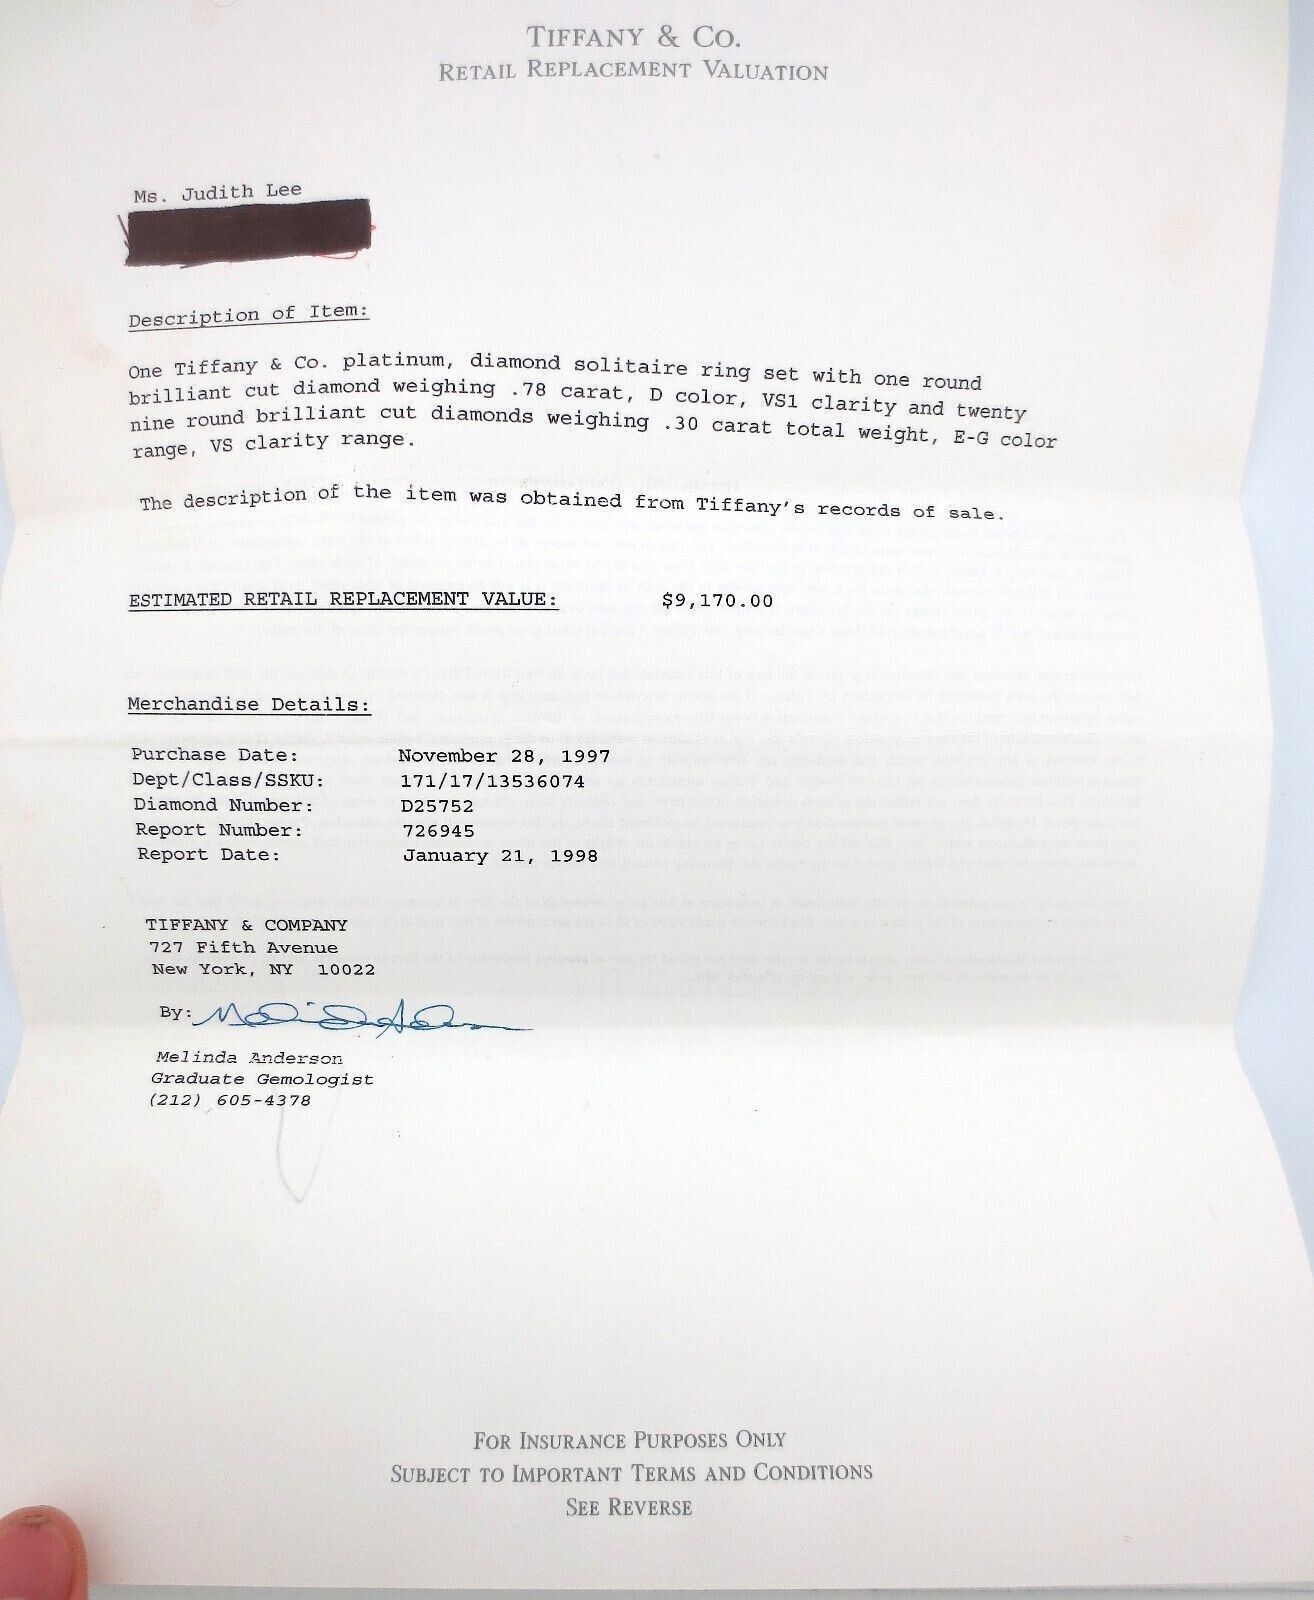 TIFFANY & CO.
RETAIL REPLACEMENT VALUATION
Ms. Judith Lee
Description of Item:
One Tiffany & Co. platinum, diamond solitaire ring set with one round
brilliant cut diamond weighing .78 carat, D color, VS1 clarity and twenty
nine round brilliant cut diamonds weighing .30 carat total weight, E-G color
range, VS clarity range.
The description of the item was obtained from Tiffany's records of sale.
ESTIMATED RETAIL REPLACEMENT VALUE: $9,170.00
Merchandise Details:
Purchase Date: November 28, 1997
Dept/Class/SSKU: 171/17/13536074
Diamond Number: D25752
Report Number: 726945
Report Date: January 21, 1998
TIFFANY & COMPANY
727 Fifth Avenue
New York, NY 10022
By:
Melinda Anderson
Graduate Gemologist
(212) 605-4378
FOR INSURANCE PURPOSES ONLY
SUBJECT TO IMPORTANT TERMS AND CONDITIONS
SEE REVERSE